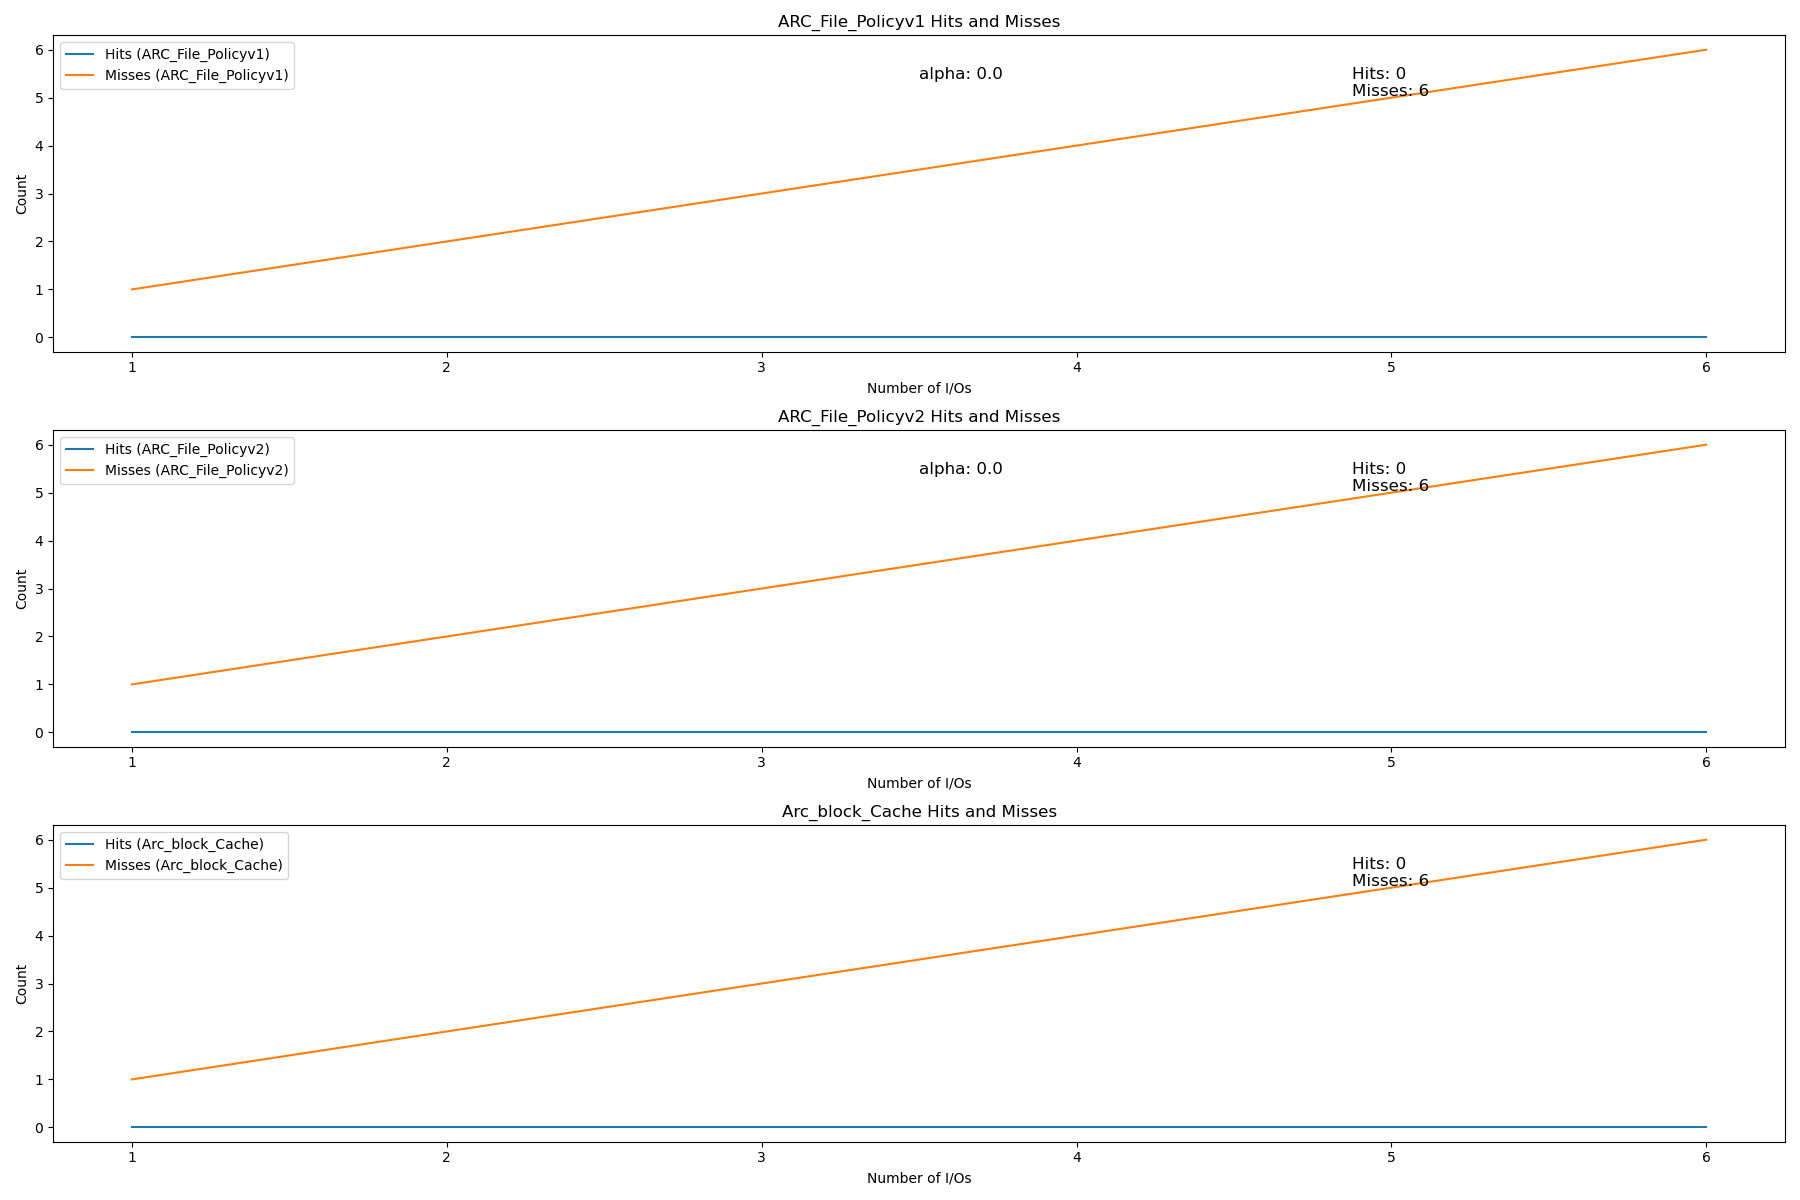 ARC_File_Policyv1 Hits and Misses
Hits (ARC_File_Policyv1)
Misses (ARC_File_Policyv1)
alpha: 0.0
Hits: 0
Misses: 6
6
5
4
3
2
1
0
Count
1
2
3
4
5
6
Number of I/Os
ARC_File_Policyv2 Hits and Misses
Hits (ARC_File_Policyv2)
Misses (ARC_File_Policyv2)
alpha: 0.0
Hits: 0
Misses: 6
6
5
4
3
2
1
0
Count
1
2
3
4
5
6
Number of I/Os
Arc_block_Cache Hits and Misses
Hits (Arc_block_Cache)
Misses (Arc_block_Cache)
Hits: 0
Misses: 6
6
5
4
3
2
1
0
Count
1
2
3
4
5
6
Number of I/Os